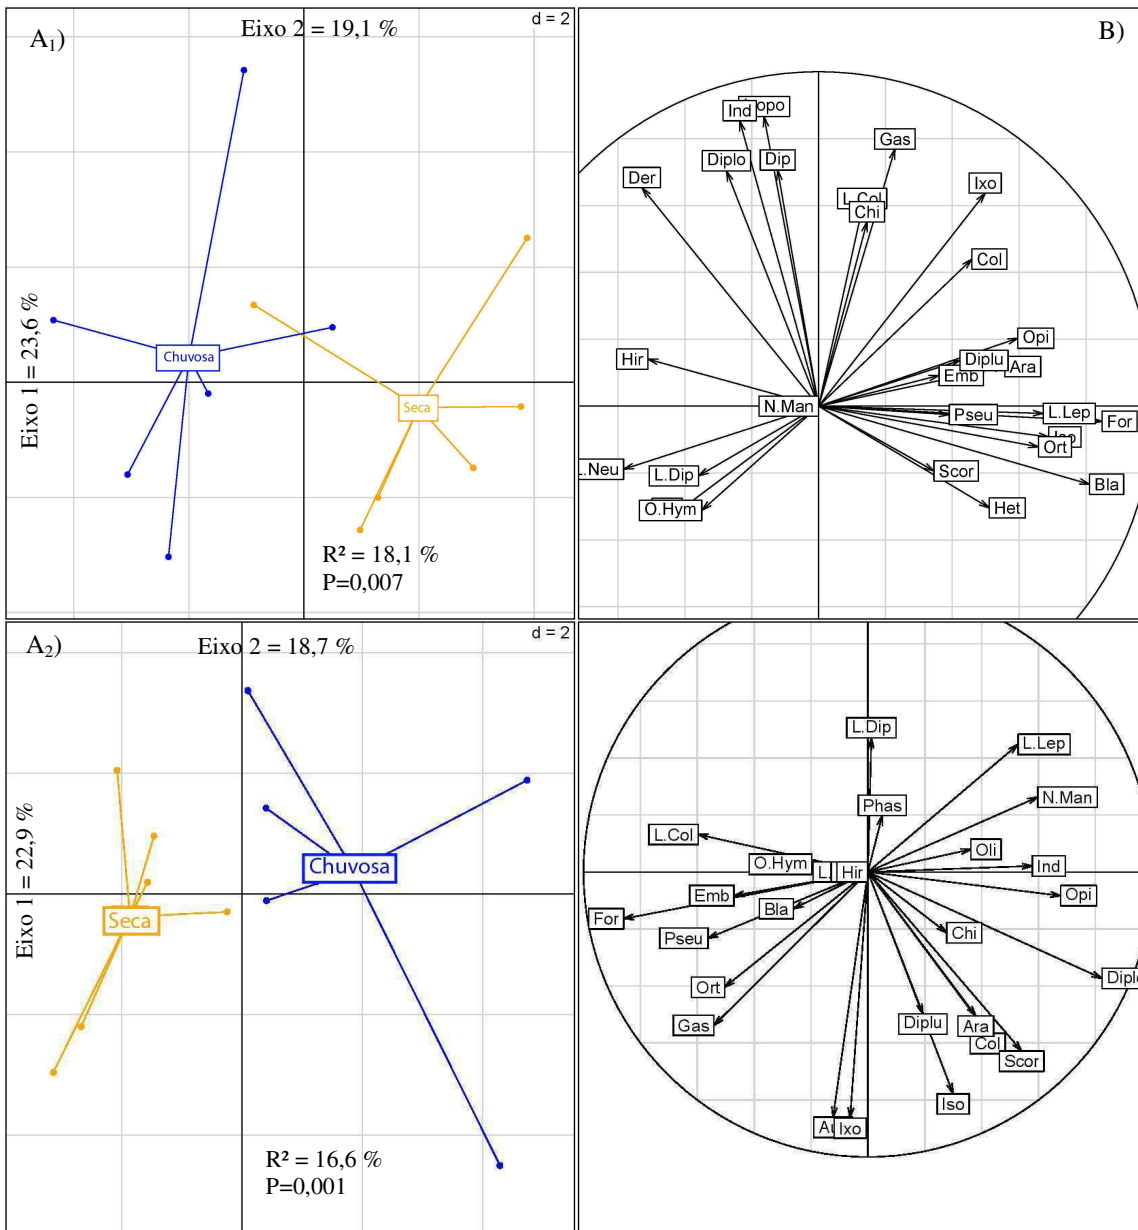 A₁)
Eixo 2 = 19,1 %
d = 2
Eixo 1 = 23,6 %
Chuvosa
Seca
R² = 18,1 %
P=0,007
B)
Ind
Gas
Diplo
Dip
Der
Ixo
L.Col
Chi
Col
Opi
Hir
Diplu
Ara
Emb
N.Man
Pseu
L.Lep
For
Ort
Scor
L.Dip
Bla
O.Hym
Het
A₂)
Eixo 2 = 18,7 %
d = 2
Eixo 1 = 22,9 %
Chuvosa
Seca
R² = 16,6 %
P=0,001
L.Dip
L.Lep
Phas
N.Man
L.Col
Oli
O.Hym
Hir
Ind
Emb
Opi
Bla
For
Chi
Pseu
Ort
Diplu
Ara
Gas
Col
Scor
Iso
Ixo